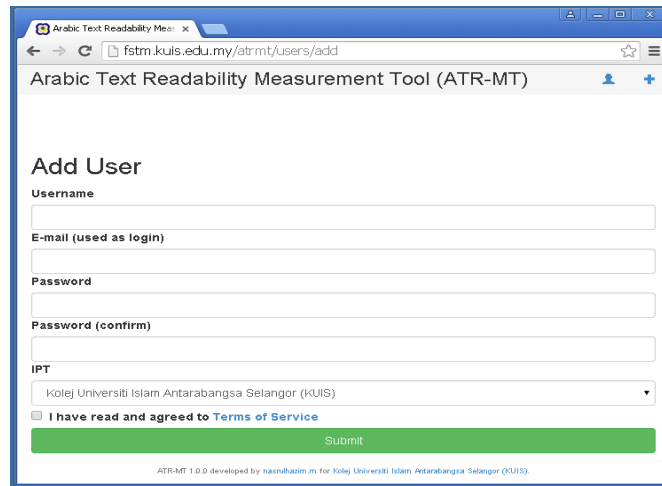 Arabic Text Readability Mea
fstm.kuis.edu.my/atrmt/users/add
Arabic Text Readability Measurement Tool (ATR-MT)
Add User
Username
E-mail (used as login)
Password
Password (confirm)
IPT
Kolej Universiti Islam Antarabangsa Selangor (KUIS)
I have read and agreed to Terms of Service
Submit
ATR-MT 1.0.0 developed by nasrulhazim.m for Kolej Universiti Islam Antarabangsa Selangor (KUIS).